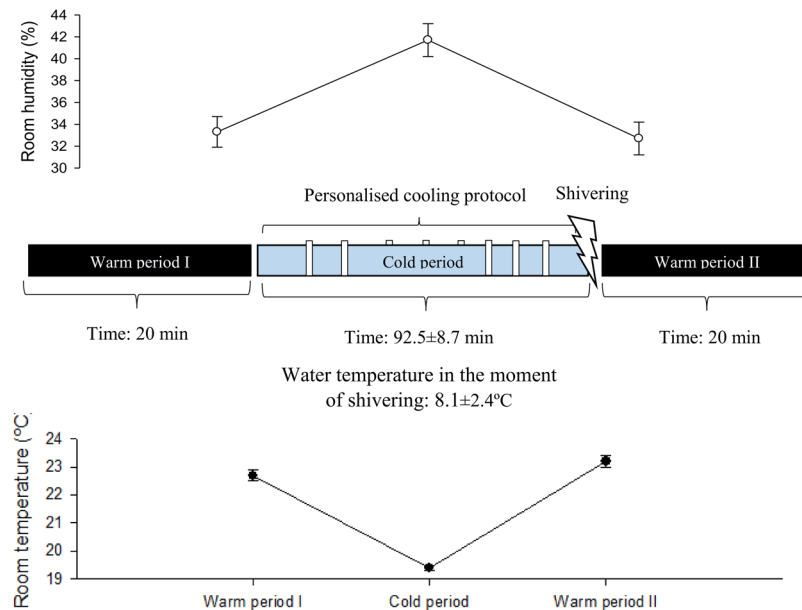 Room humidity (%)
44
42
40
38
36
34
32
30
Personalised cooling protocol
Shivering
Warm period I
Cold period
Warm period II
Time: 20 min
Time: 92.5±8.7 min
Time: 20 min
Water temperature in the moment
of shivering: 8.1±2.4ºC
Room temperature (ºC)
24
23
22
21
20
19
Warm period I
Cold period
Warm period II